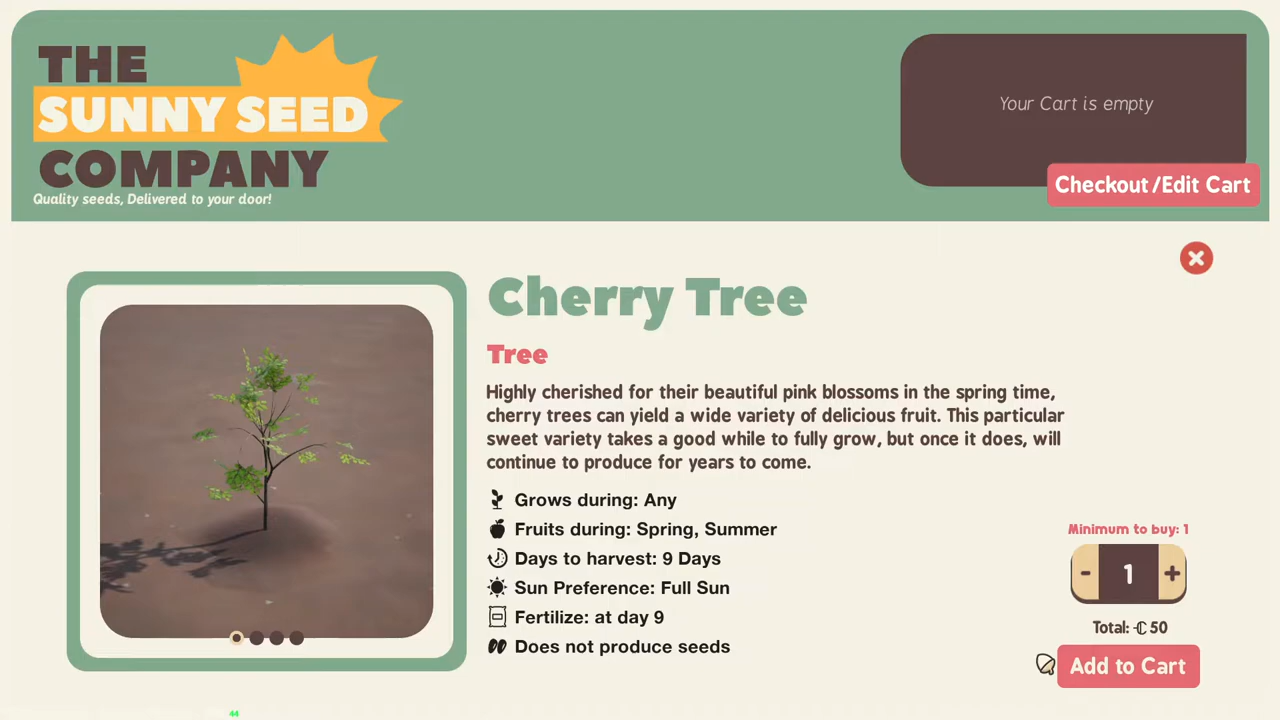 THE
SUNNY SEED
COMPANY
Quality seeds, Delivered to your door!
Your Cart is empty
Checkout/Edit Cart
Cherry Tree
Tree
Highly cherished for their beautiful pink blossoms in the spring time,
cherry trees can yield a wide variety of delicious fruit. This particular
sweet variety takes a good while to fully grow, but once it does, will
continue to produce for years to come.
Grows during: Any
Fruits during: Spring, Summer
Days to harvest: 9 Days
Sun Preference: Full Sun
Fertilize: at day 9
Does not produce seeds
Minimum to buy: 1
- 1 +
Total: 50
Add to Cart
44